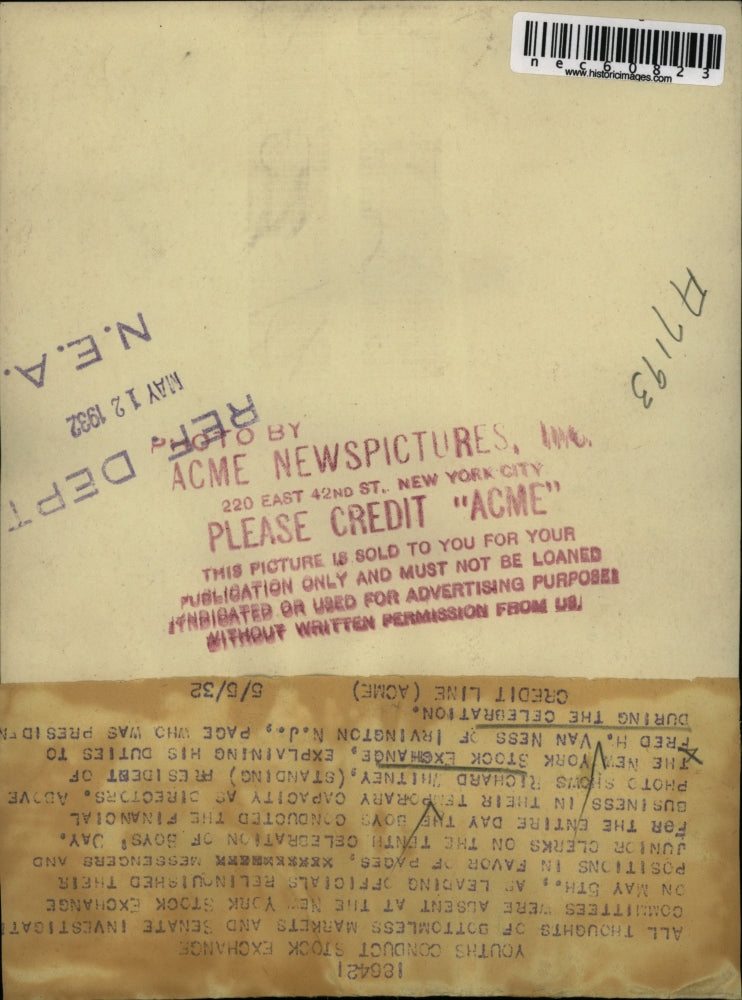 nec60823
www.historicimages.com
A7193
N.E.A.
MAY 12 1932
REF. DEPT
PHOTO BY
ACME NEWSPICTURES, INC.
220 EAST 42ND ST., NEW YORK CITY
PLEASE CREDIT "ACME"
THIS PICTURE IS SOLD TO YOU FOR YOUR
PUBLICATION ONLY AND MUST NOT BE LOANED
SYNDICATED OR USED FOR ADVERTISING PURPOSES
WITHOUT WRITTEN PERMISSION FROM US.
186421
YOUTHS CONDUCT STOCK EXCHANGE
ALL THOUGHTS OF BOTTOMLESS MARKETS AND SENATE INVESTIGATI
COMMITTEES WERE ABSENT AT THE NEW YORK STOCK EXCHANGE
ON MAY 5TH., AS LEADING OFFICIALS RELINQUISHED THEIR
POSITIONS IN FAVOR OF PAGES, MESSENGERS AND
JUNIOR CLERKS ON THE TENTH CELEBRATION OF BOYS' DAY.
FOR THE ENTIRE DAY THE BOYS CONDUCTED THE FINANCIAL
BUSINESS IN THEIR TEMPORARY CAPACITY AS DIRECTORS. ABOVE
PHOTO SHOWS RICHARD WHITNEY, (STANDING) PRESIDENT OF
THE NEW YORK STOCK EXCHANGE, EXPLAINING HIS DUTIES TO
FRED H. VAN NESS OF IRVINGTON N.J., PAGE WHO WAS PRESIDEN
DURING THE CELEBRATION.
CREDIT LINE (ACME) 5/5/32